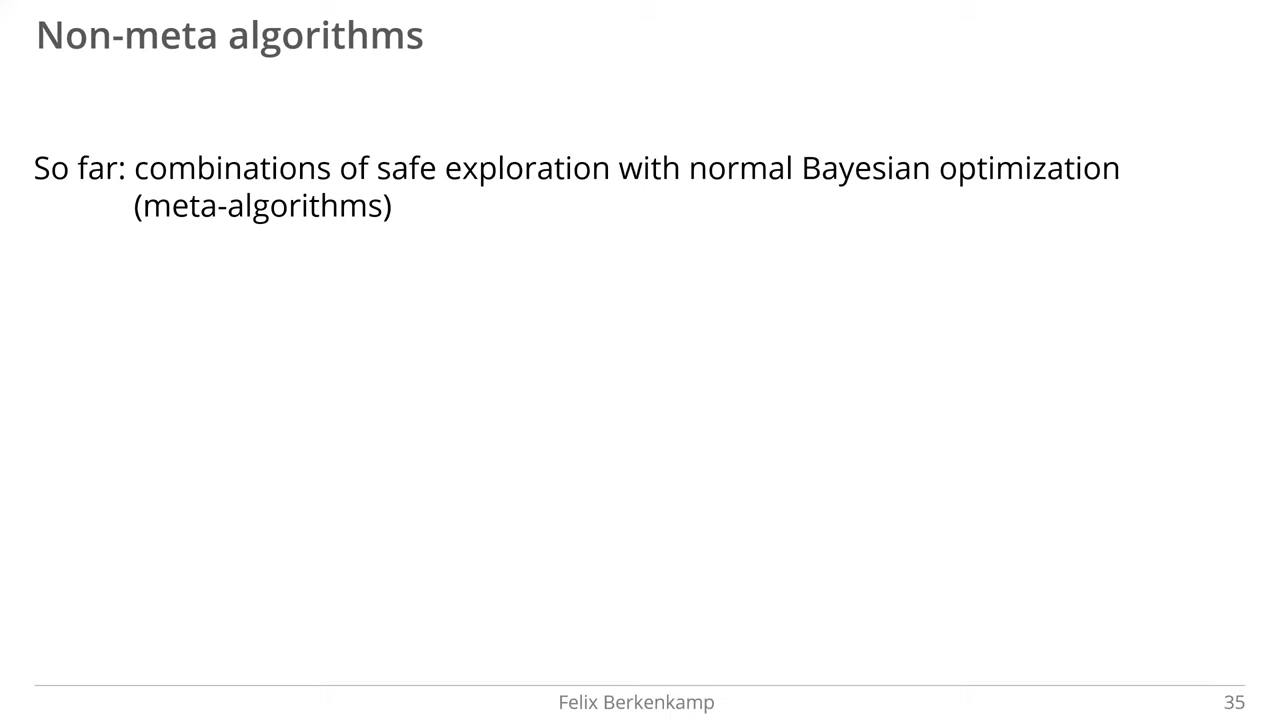 Non-meta algorithms
So far: combinations of safe exploration with normal Bayesian optimization
(meta-algorithms)
Felix Berkenkamp
35